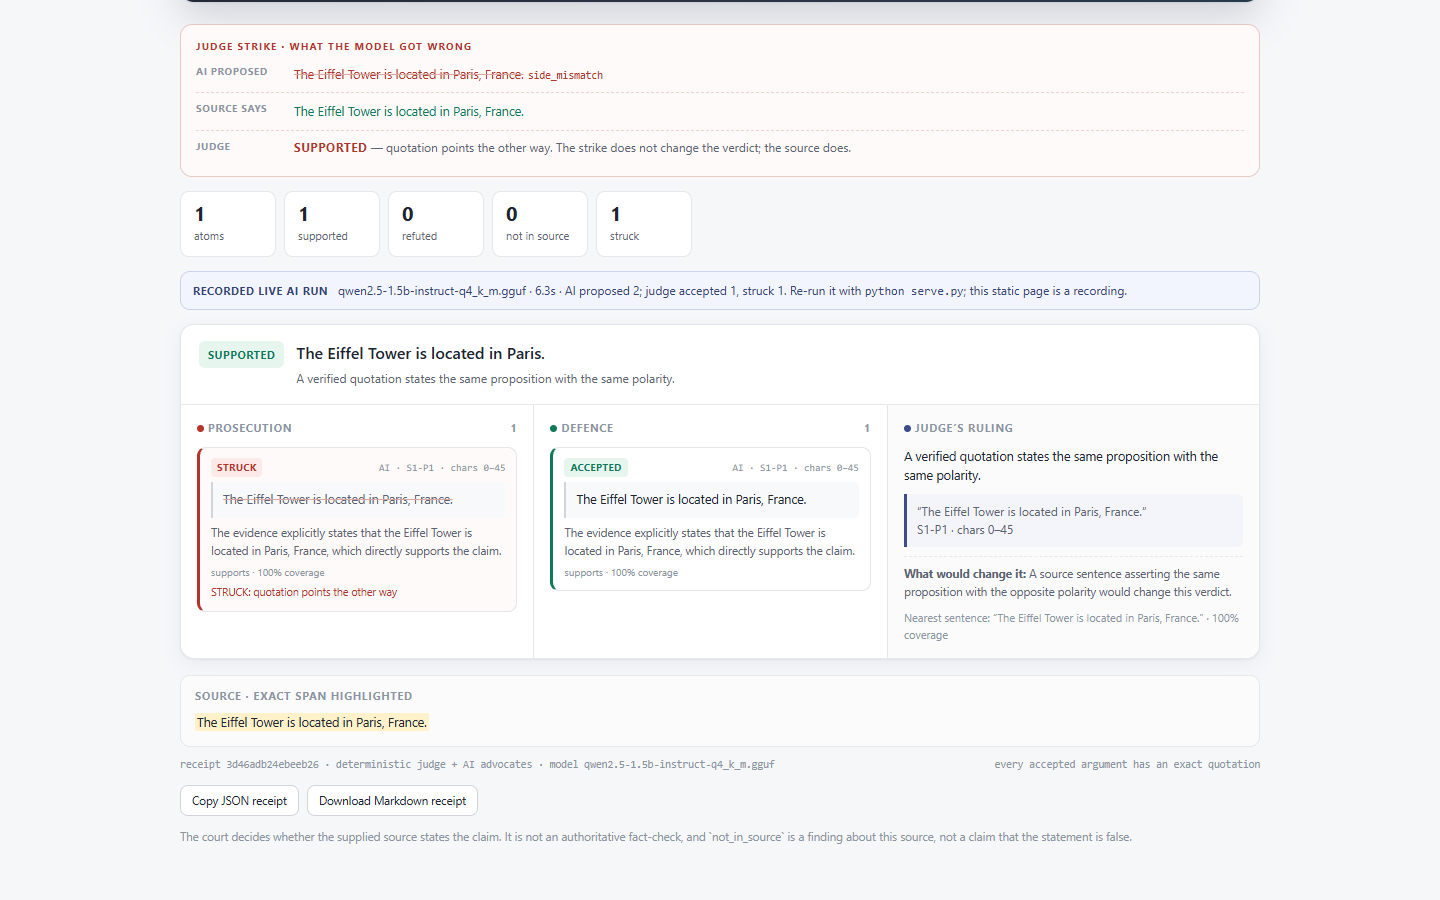 JUDGE STRIKE · WHAT THE MODEL GOT WRONG
AI PROPOSED
The Eiffel Tower is located in Paris, France. side_mismatch
SOURCE SAYS
The Eiffel Tower is located in Paris, France.
JUDGE
SUPPORTED — quotation points the other way. The strike does not change the verdict; the source does.
1
atoms
1
supported
0
refuted
0
not in source
1
struck
RECORDED LIVE AI RUN qwen2.5-1.5b-instruct-q4_k_m.gguf · 6.3s · AI proposed 2; judge accepted 1, struck 1. Re-run it with python serve.py; this static page is a recording.
SUPPORTED
The Eiffel Tower is located in Paris.
A verified quotation states the same proposition with the same polarity.
PROSECUTION 1
STRUCK AI · S1-P1 · chars 0–45
The Eiffel Tower is located in Paris, France.
The evidence explicitly states that the Eiffel Tower is
located in Paris, France, which directly supports the claim.
supports · 100% coverage
STRUCK: quotation points the other way
DEFENCE 1
ACCEPTED AI · S1-P1 · chars 0–45
The Eiffel Tower is located in Paris, France.
The evidence explicitly states that the Eiffel Tower is
located in Paris, France, which directly supports the claim.
supports · 100% coverage
JUDGE'S RULING
A verified quotation states the same proposition with the
same polarity.
“The Eiffel Tower is located in Paris, France.”
S1-P1 · chars 0–45
What would change it: A source sentence asserting the same
proposition with the opposite polarity would change this verdict.
Nearest sentence: “The Eiffel Tower is located in Paris, France.” · 100%
coverage
SOURCE · EXACT SPAN HIGHLIGHTED
The Eiffel Tower is located in Paris, France.
receipt 3d46adb24ebeeb26 · deterministic judge + AI advocates · model qwen2.5-1.5b-instruct-q4_k_m.gguf
every accepted argument has an exact quotation
Copy JSON receipt
Download Markdown receipt
The court decides whether the supplied source states the claim. It is not an authoritative fact-check, and `not_in_source` is a finding about this source, not a claim that the statement is false.